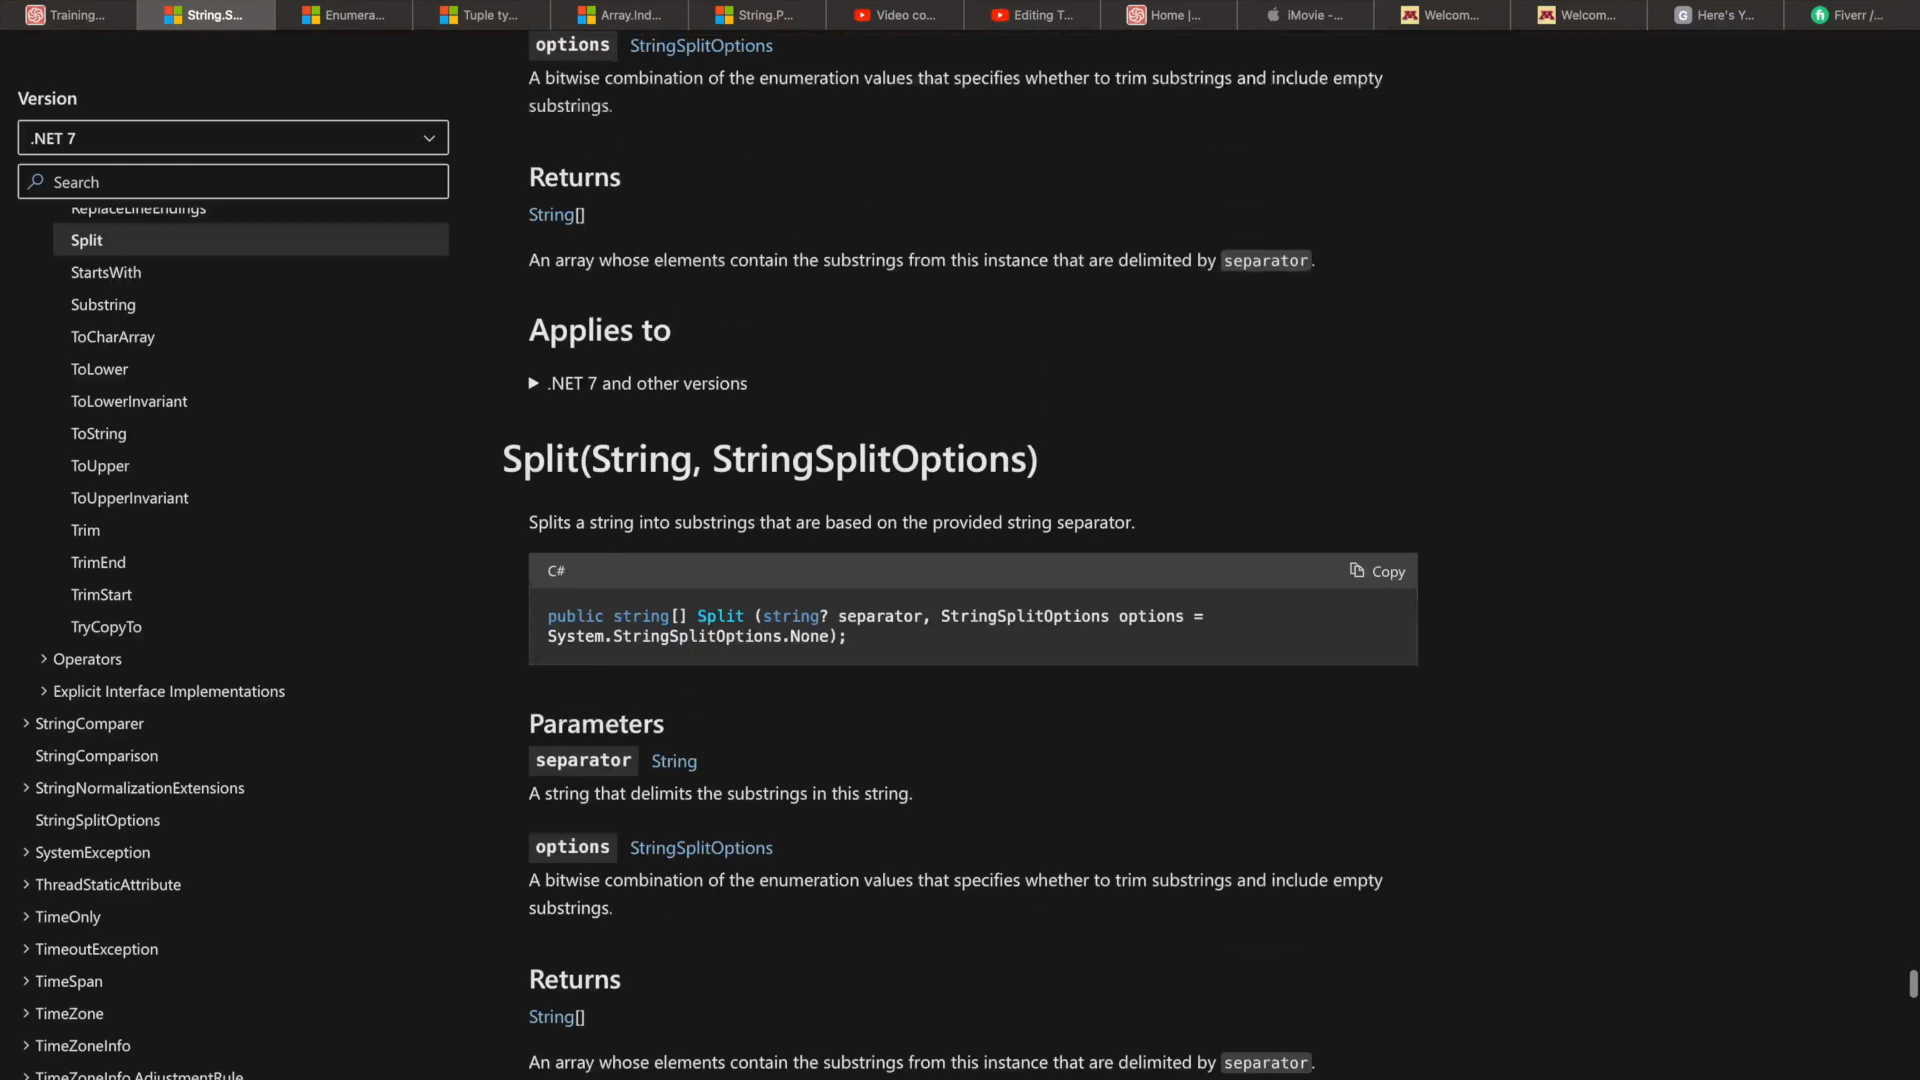 Training...
String.S...
Enumera...
Tuple ty...
Array.Ind...
String.P...
Video co...
Editing T...
Home |...
iMovie -...
Welcom...
Welcom...
Here's Y...
Fiverr /...
Version
.NET 7
Search
ReplaceLineEndings
Split
StartsWith
Substring
ToCharArray
ToLower
ToLowerInvariant
ToString
ToUpper
ToUpperInvariant
Trim
TrimEnd
TrimStart
TryCopyTo
Operators
Explicit Interface Implementations
StringComparer
StringComparison
StringNormalizationExtensions
StringSplitOptions
SystemException
ThreadStaticAttribute
TimeOnly
TimeoutException
TimeSpan
TimeZone
TimeZoneInfo
TimeZoneInfo.AdjustmentRule
options StringSplitOptions
A bitwise combination of the enumeration values that specifies whether to trim substrings and include empty
substrings.
Returns
String[]
An array whose elements contain the substrings from this instance that are delimited by separator.
Applies to
.NET 7 and other versions
Split(String, StringSplitOptions)
Splits a string into substrings that are based on the provided string separator.
C# Copy
public string[] Split (string? separator, StringSplitOptions options =
System.StringSplitOptions.None);
Parameters
separator String
A string that delimits the substrings in this string.
options StringSplitOptions
A bitwise combination of the enumeration values that specifies whether to trim substrings and include empty
substrings.
Returns
String[]
An array whose elements contain the substrings from this instance that are delimited by separator.